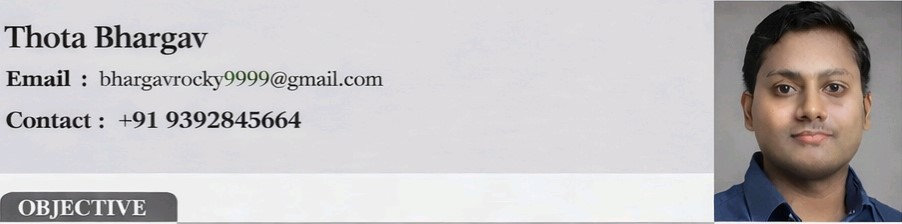 Thota Bhargav
Email : bhargavrocky9999@gmail.com
Contact : +91 9392845664
OBJECTIVE